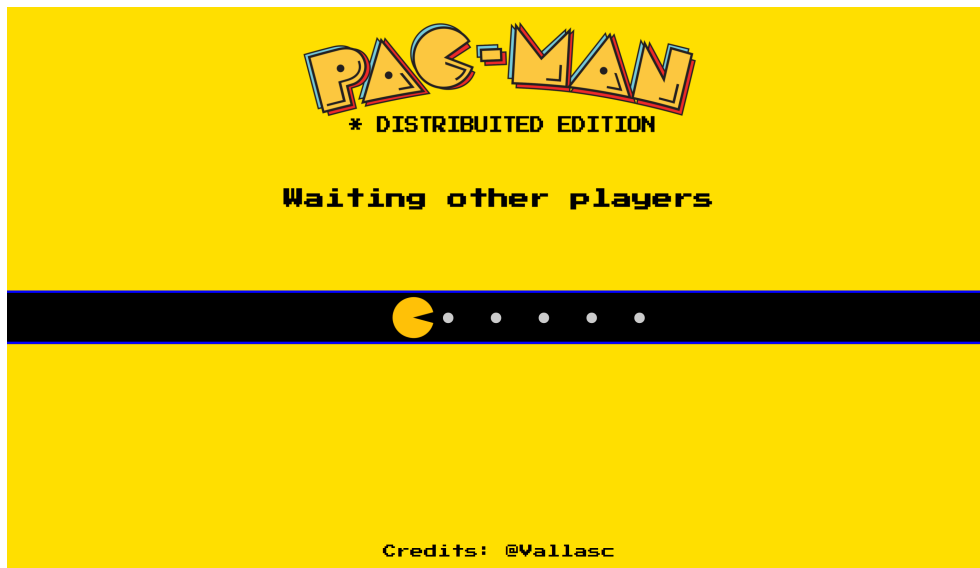 PAC-MAN
* DISTRIBUITED EDITION
Waiting other players
Credits: @Vallasc